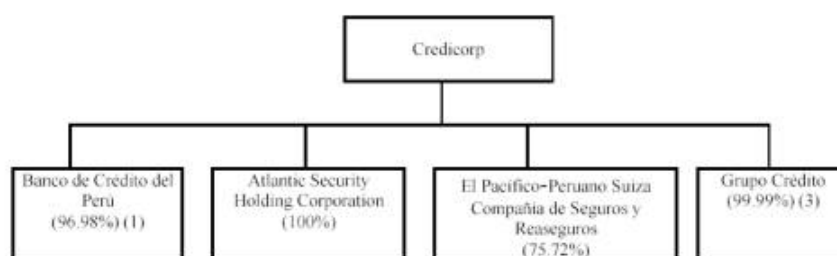 Credicorp
Banco de Crédito del
Perú
(96.98%) (1)
Atlantic Security
Holding Corporation
(100%)
El Pacífico-Peruano Suiza
Compañia de Seguros y
Reaseguros
(75.72%)
Grupo Crédito
(99.99%) (3)